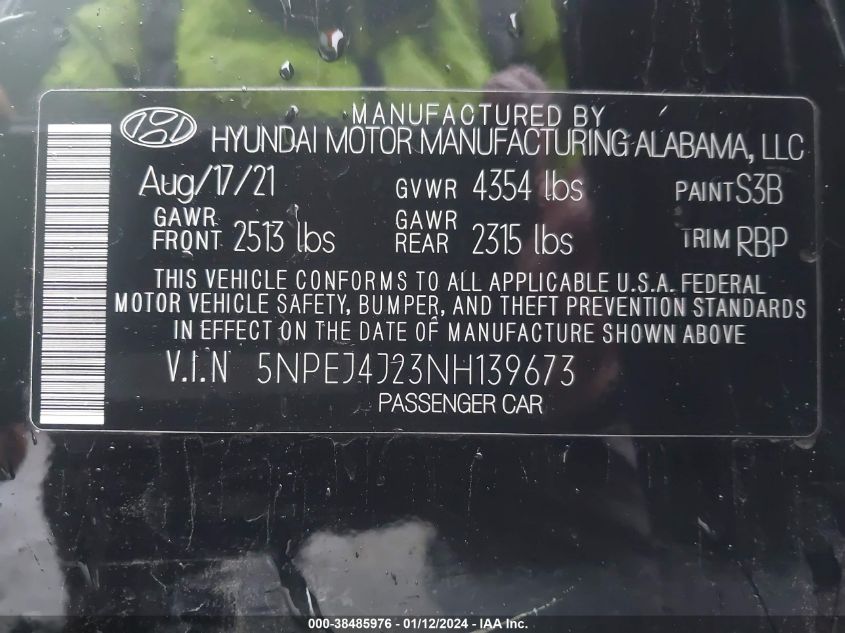 MANUFACTURED BY
HYUNDAI MOTOR MANUFACTURING ALABAMA, LLC
Aug/17/21 GVWR 4354 lbs PAINT S3B
GAWR FRONT 2513 lbs GAWR REAR 2315 lbs TRIM RBP
THIS VEHICLE CONFORMS TO ALL APPLICABLE U.S.A. FEDERAL
MOTOR VEHICLE SAFETY, BUMPER, AND THEFT PREVENTION STANDARDS
IN EFFECT ON THE DATE OF MANUFACTURE SHOWN ABOVE
V.I.N 5NPEJ4J23NH139673
PASSENGER CAR
000-38485976 - 01/12/2024 - IAA Inc.